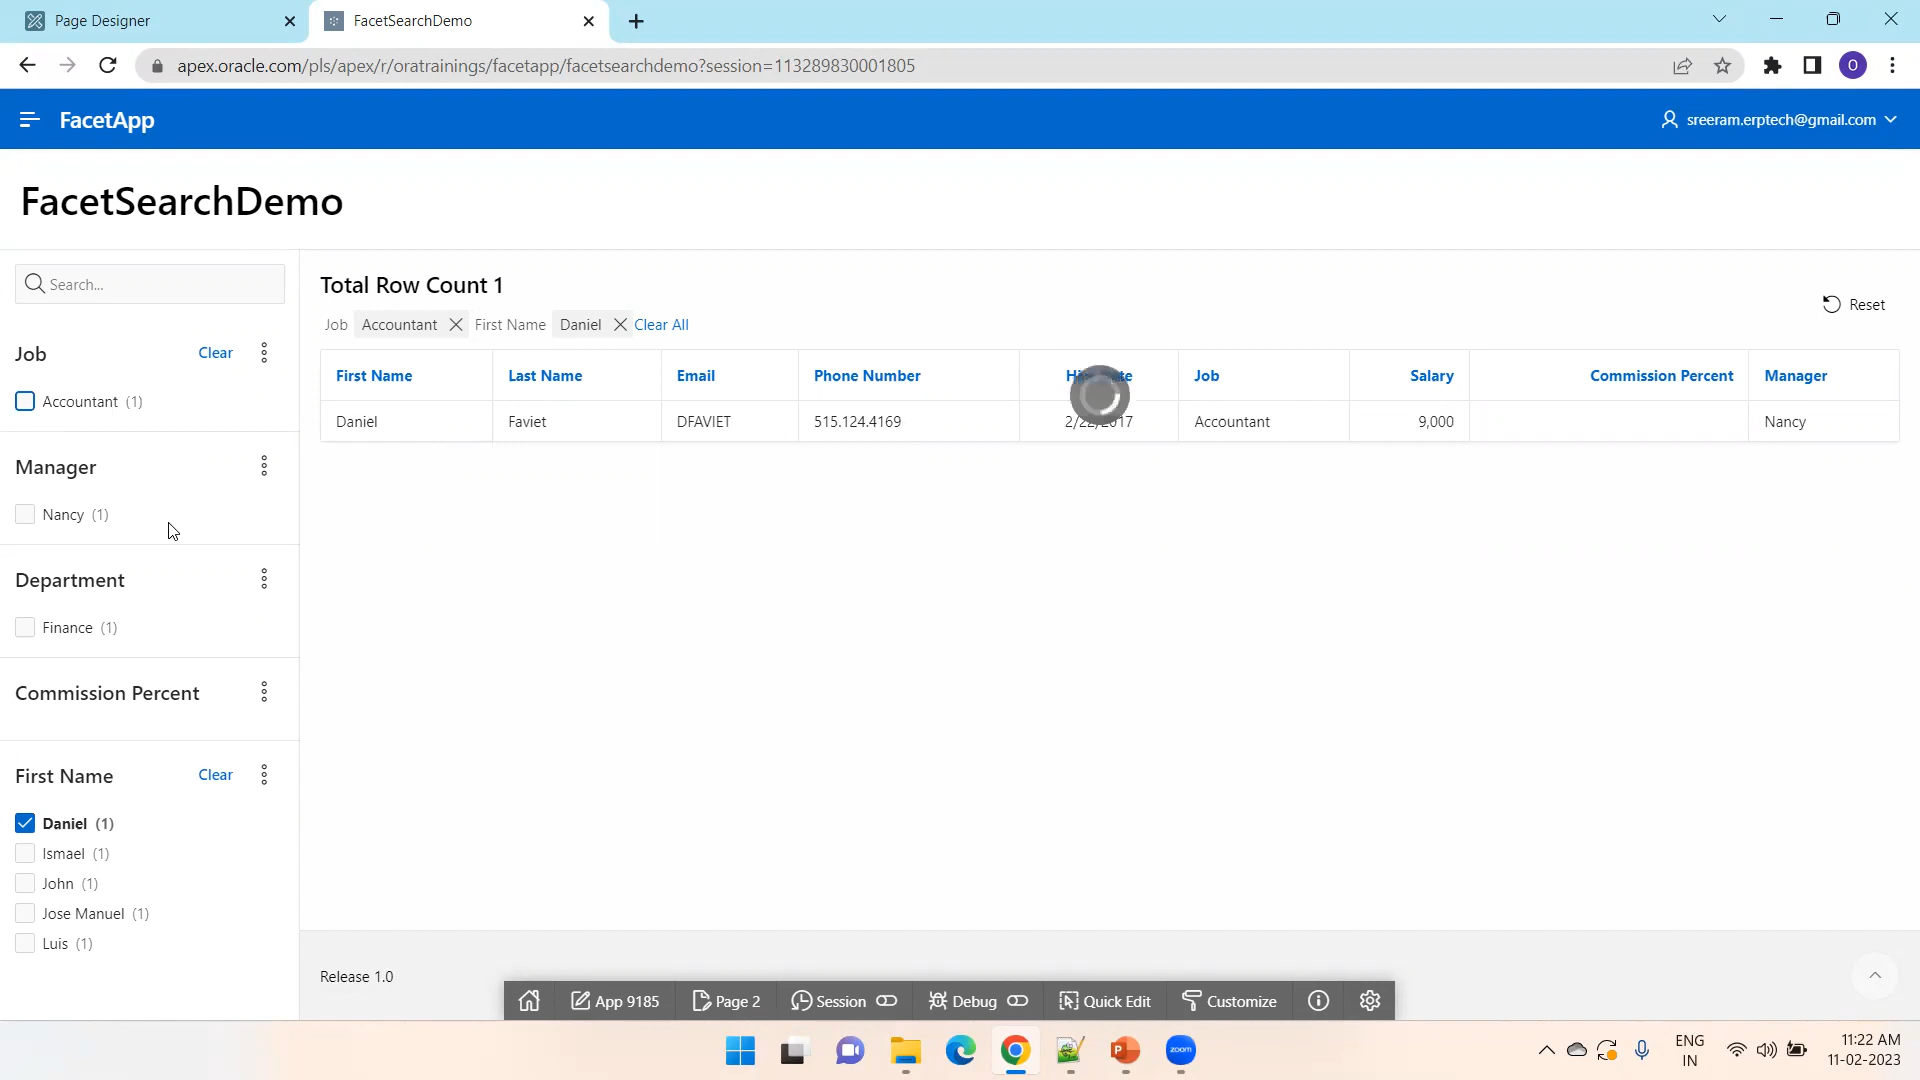 Page Designer
FacetSearchDemo
apex.oracle.com/pls/apex/r/oratrainings/facetapp/facetsearchdemo?session=113289830001805
O
FacetApp
sreeram.erptech@gmail.com
FacetSearchDemo
Search...
Total Row Count 1
Reset
Job Accountant First Name Daniel Clear All
Job Clear
Accountant (1)
Manager
Nancy (1)
Department
Finance (1)
Commission Percent
First Name Clear
Daniel (1)
Ismael (1)
John (1)
Jose Manuel (1)
Luis (1)
First Name Last Name Email Phone Number Job Salary Commission Percent Manager
Daniel Faviet DFAVIET 515.124.4169 2/22/2017 Accountant 9,000 Nancy
Release 1.0
App 9185 Page 2 Session Debug Quick Edit Customize
zoom
ENG
IN
11:22 AM
11-02-2023